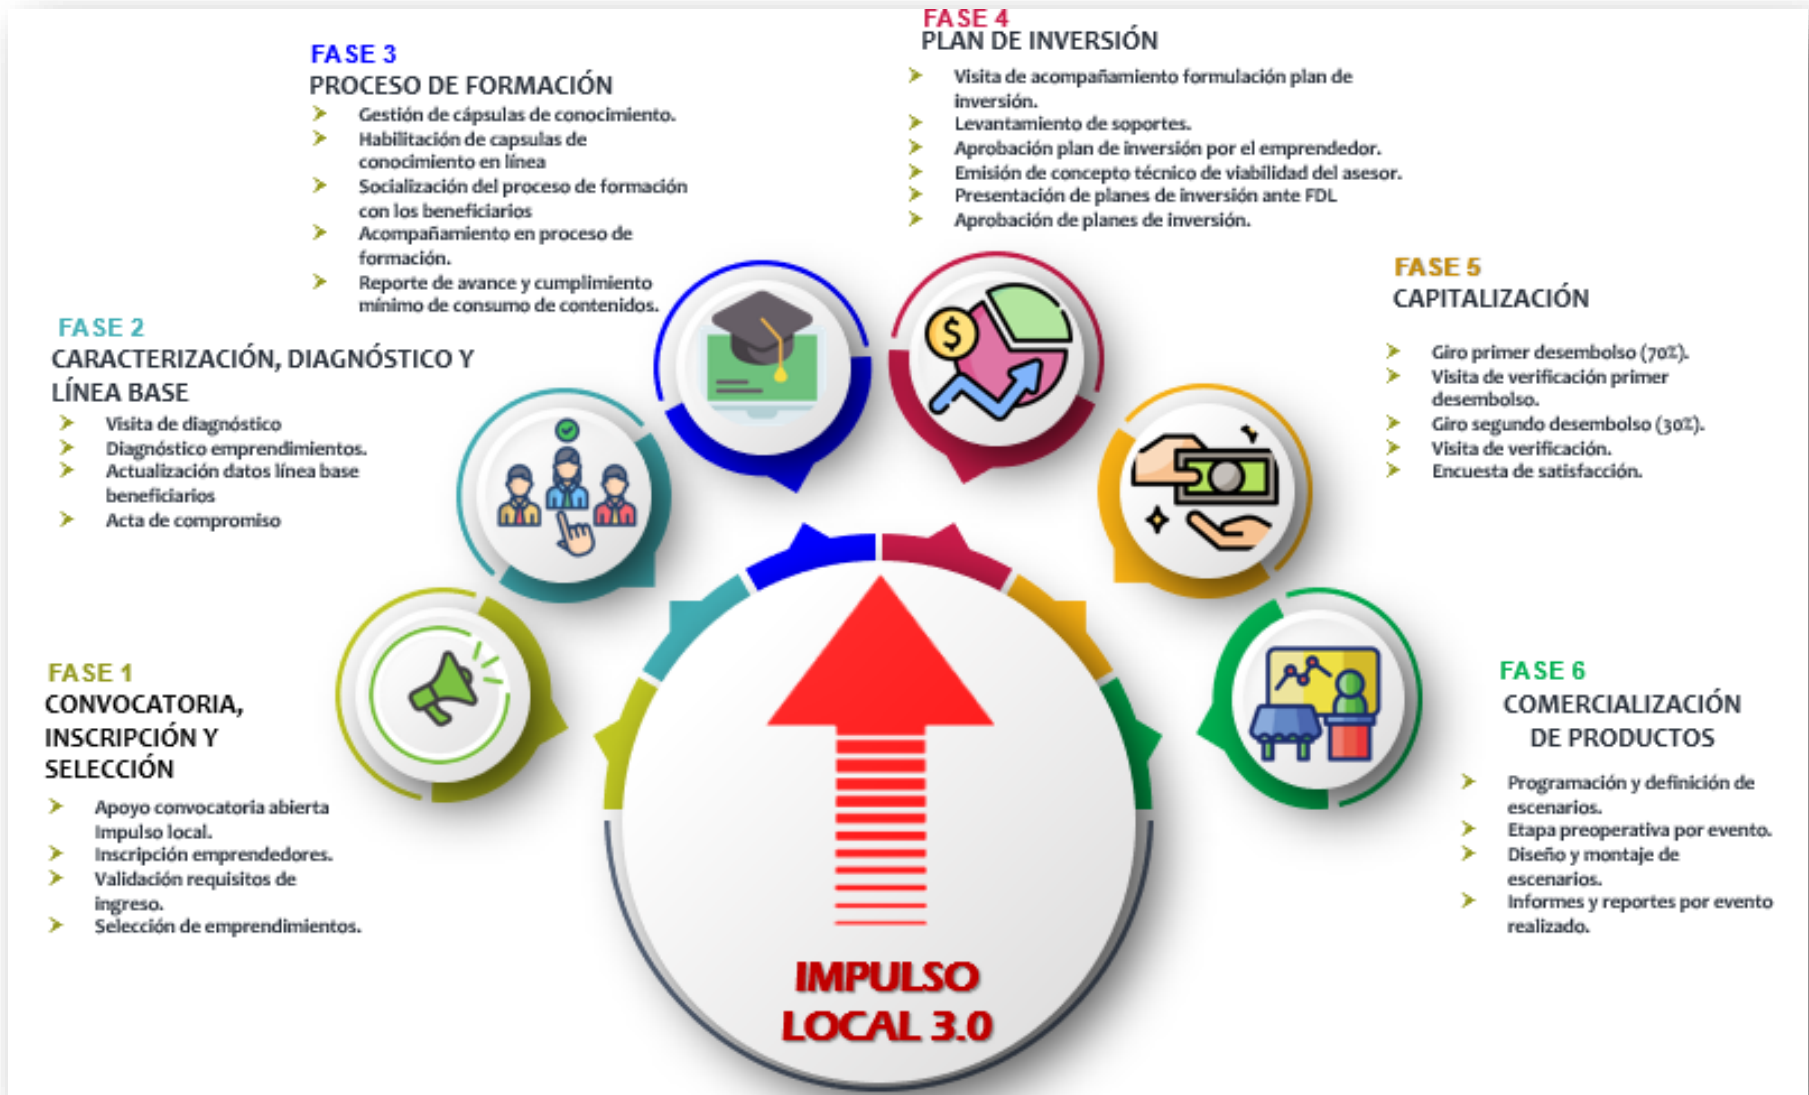 FASE 1
CONVOCATORIA,
INSCRIPCIÓN Y
SELECCIÓN
Apoyo convocatoria abierta
Impulso local.
Inscripción emprendedores.
Validación requisitos de
ingreso.
Selección de emprendimientos.
FASE 2
CARACTERIZACIÓN, DIAGNÓSTICO Y
LÍNEA BASE
Visita de diagnóstico
Diagnóstico emprendimientos.
Actualización datos línea base
beneficiarios
Acta de compromiso
FASE 3
PROCESO DE FORMACIÓN
Gestión de cápsulas de conocimiento.
Habilitación de capsulas de
conocimiento en línea
Socialización del proceso de formación
con los beneficiarios
Acompañamiento en proceso de
formación.
Reporte de avance y cumplimiento
mínimo de consumo de contenidos.
FASE 4
PLAN DE INVERSIÓN
Visita de acompañamiento formulación plan de
inversión.
Levantamiento de soportes.
Aprobación plan de inversión por el emprendedor.
Emisión de concepto técnico de viabilidad del asesor.
Presentación de planes de inversión ante FDL
Aprobación de planes de inversión.
$
FASE 5
CAPITALIZACIÓN
Giro primer desembolso (70%).
Visita de verificación primer
desembolso.
Giro segundo desembolso (30%).
Visita de verificación.
Encuesta de satisfacción.
FASE 6
COMERCIALIZACIÓN
DE PRODUCTOS
Programación y definición de
escenarios.
Etapa preoperativa por evento.
Diseño y montaje de
escenarios.
Informes y reportes por evento
realizado.
IMPULSO
LOCAL 3.0